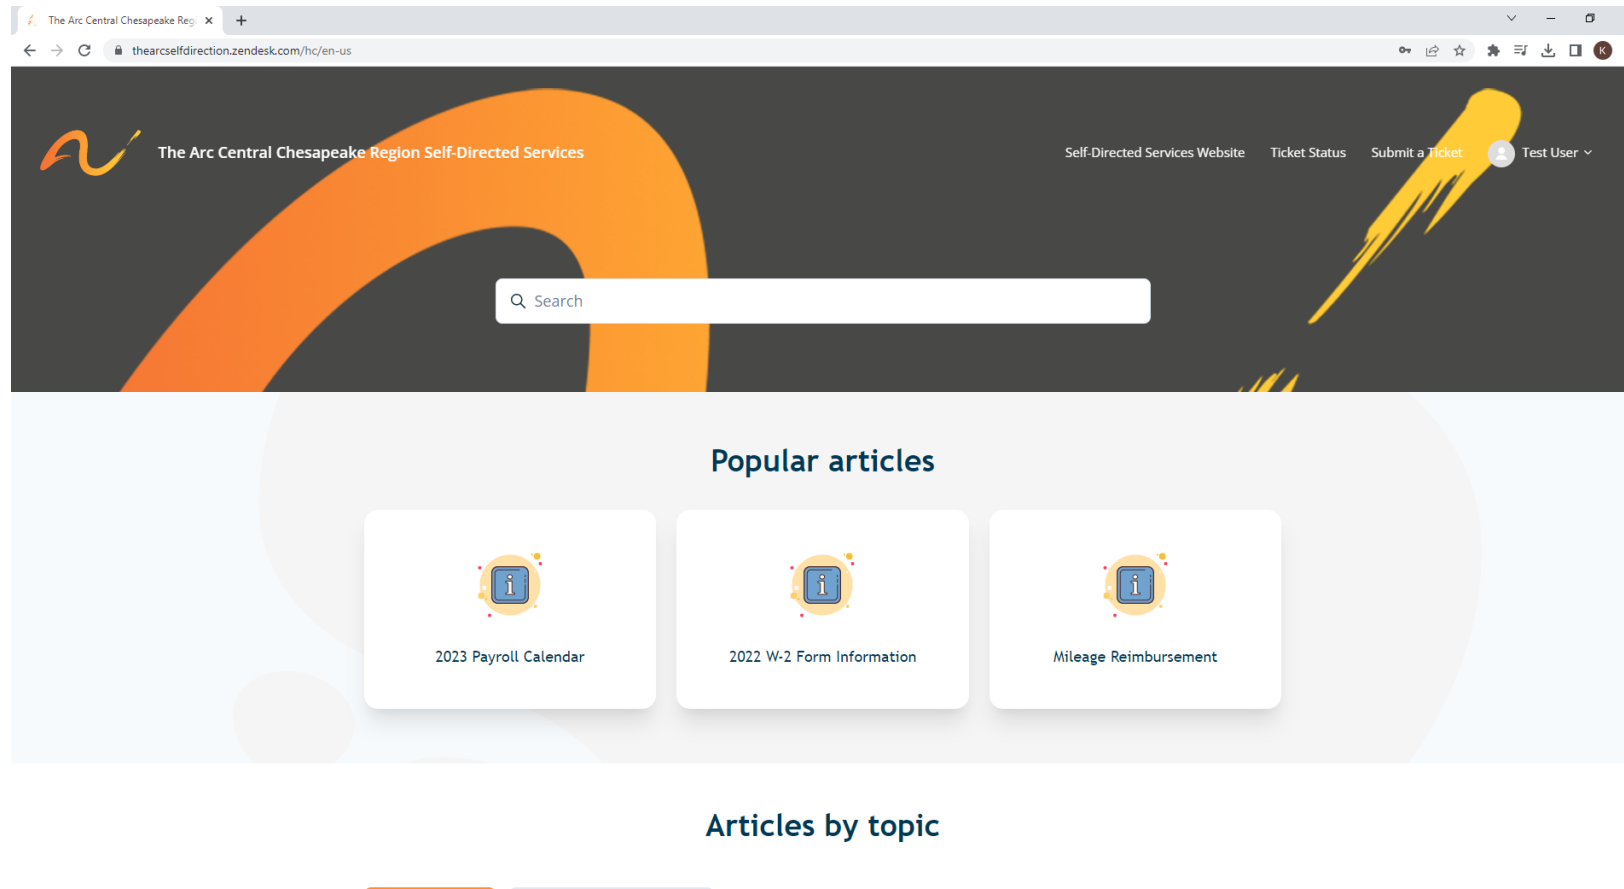 The Arc Central Chesapeake Reg
thearcselfdirection.zendesk.com/hc/en-us
K
The Arc Central Chesapeake Region Self-Directed Services
Self-Directed Services Website Ticket Status Submit a Ticket Test User
Search
Popular articles
2023 Payroll Calendar 2022 W-2 Form Information Mileage Reimbursement
Articles by topic